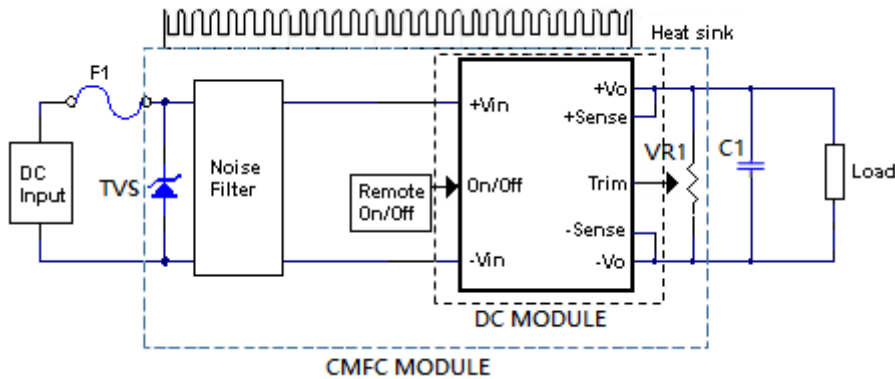 Heat sink
F1
DC
Input
TVS
Noise
Filter
Remote
On/Off
+Vin
On/Off
-Vin
+Vo
+Sense
Trim
-Sense
-Vo
VR1
C1
Load
DC MODULE
CMFC MODULE